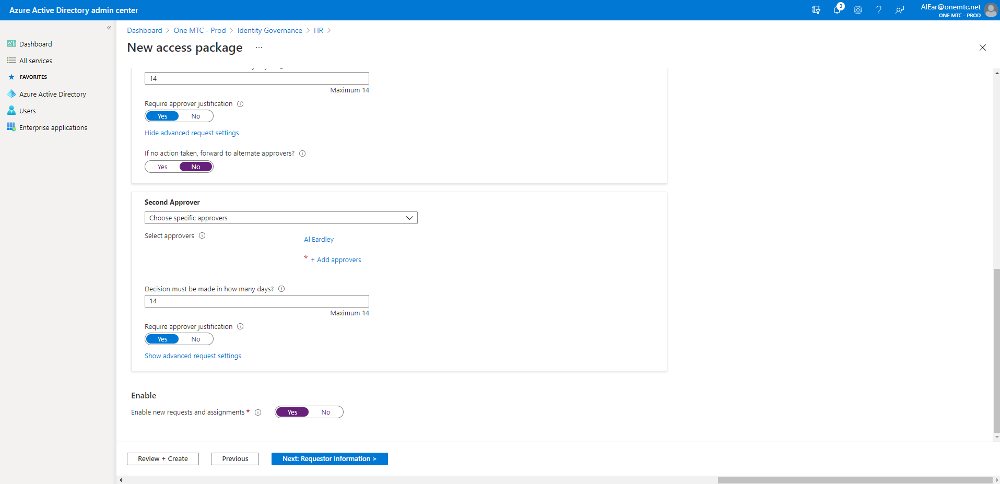 Azure Active Directory admin center
3
AlEar@onemtc.net
ONE MTC - PROD
«
Dashboard
All services
FAVORITES
Azure Active Directory
Users
Enterprise applications
Dashboard > One MTC - Prod > Identity Governance > HR >
New access package ...
14
Maximum 14
Require approver justification
Yes No
Hide advanced request settings
If no action taken, forward to alternate approvers?
Yes No
Second Approver
Choose specific approvers
Select approvers
Al Eardley
* + Add approvers
Decision must be made in how many days?
14
Maximum 14
Require approver justification
Yes No
Show advanced request settings
Enable
Enable new requests and assignments * Yes No
Review + Create Previous Next: Requestor Information >